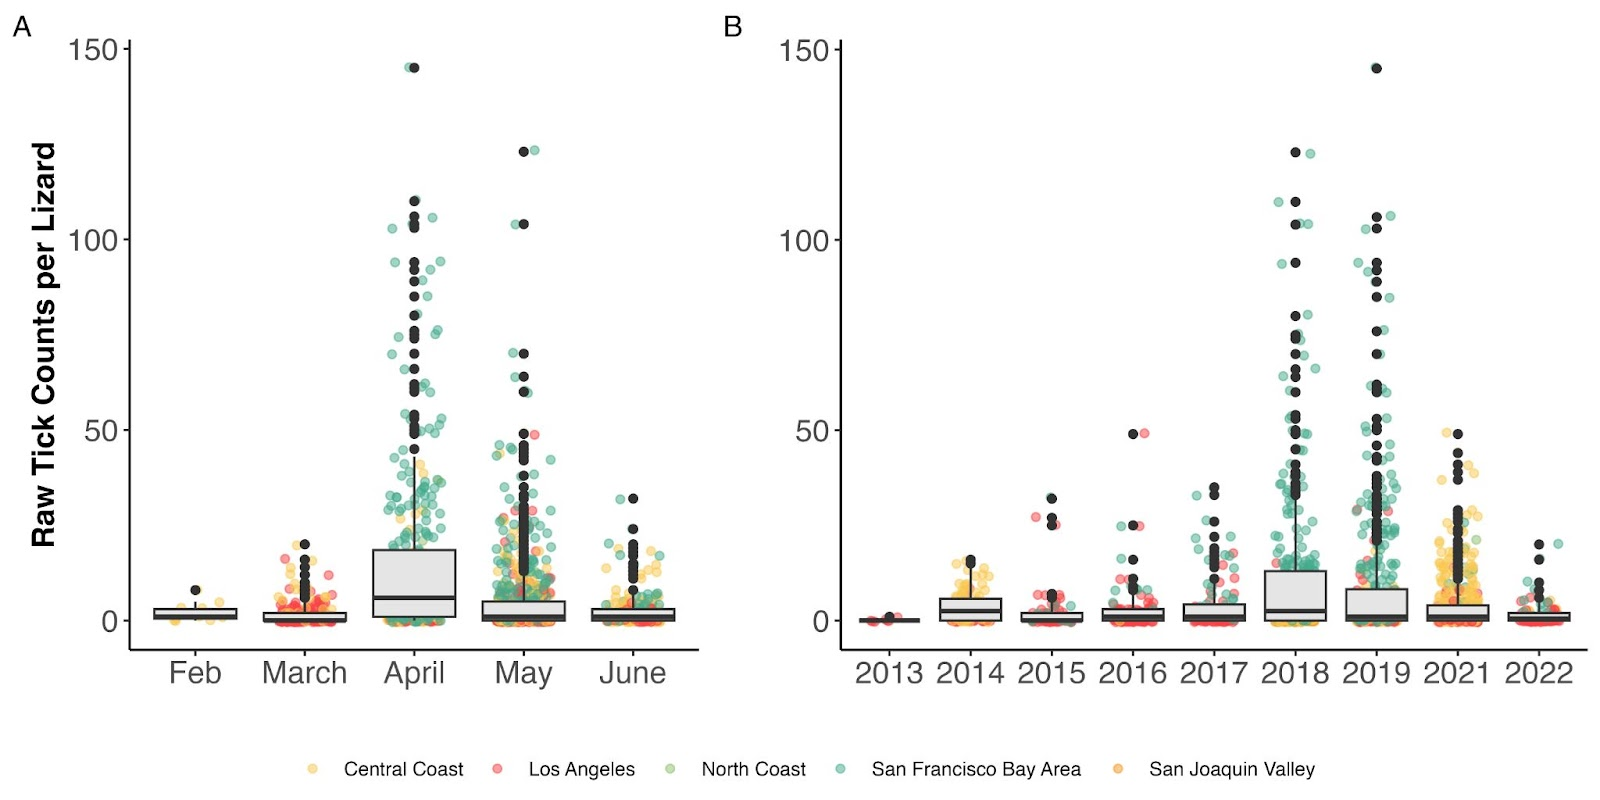 A
B
Raw Tick Counts per Lizard
150
100
50
0
Feb March April May June
150
100
50
0
2013 2014 2015 2016 2017 2018 2019 2021 2022
Central Coast Los Angeles North Coast San Francisco Bay Area San Joaquin Valley